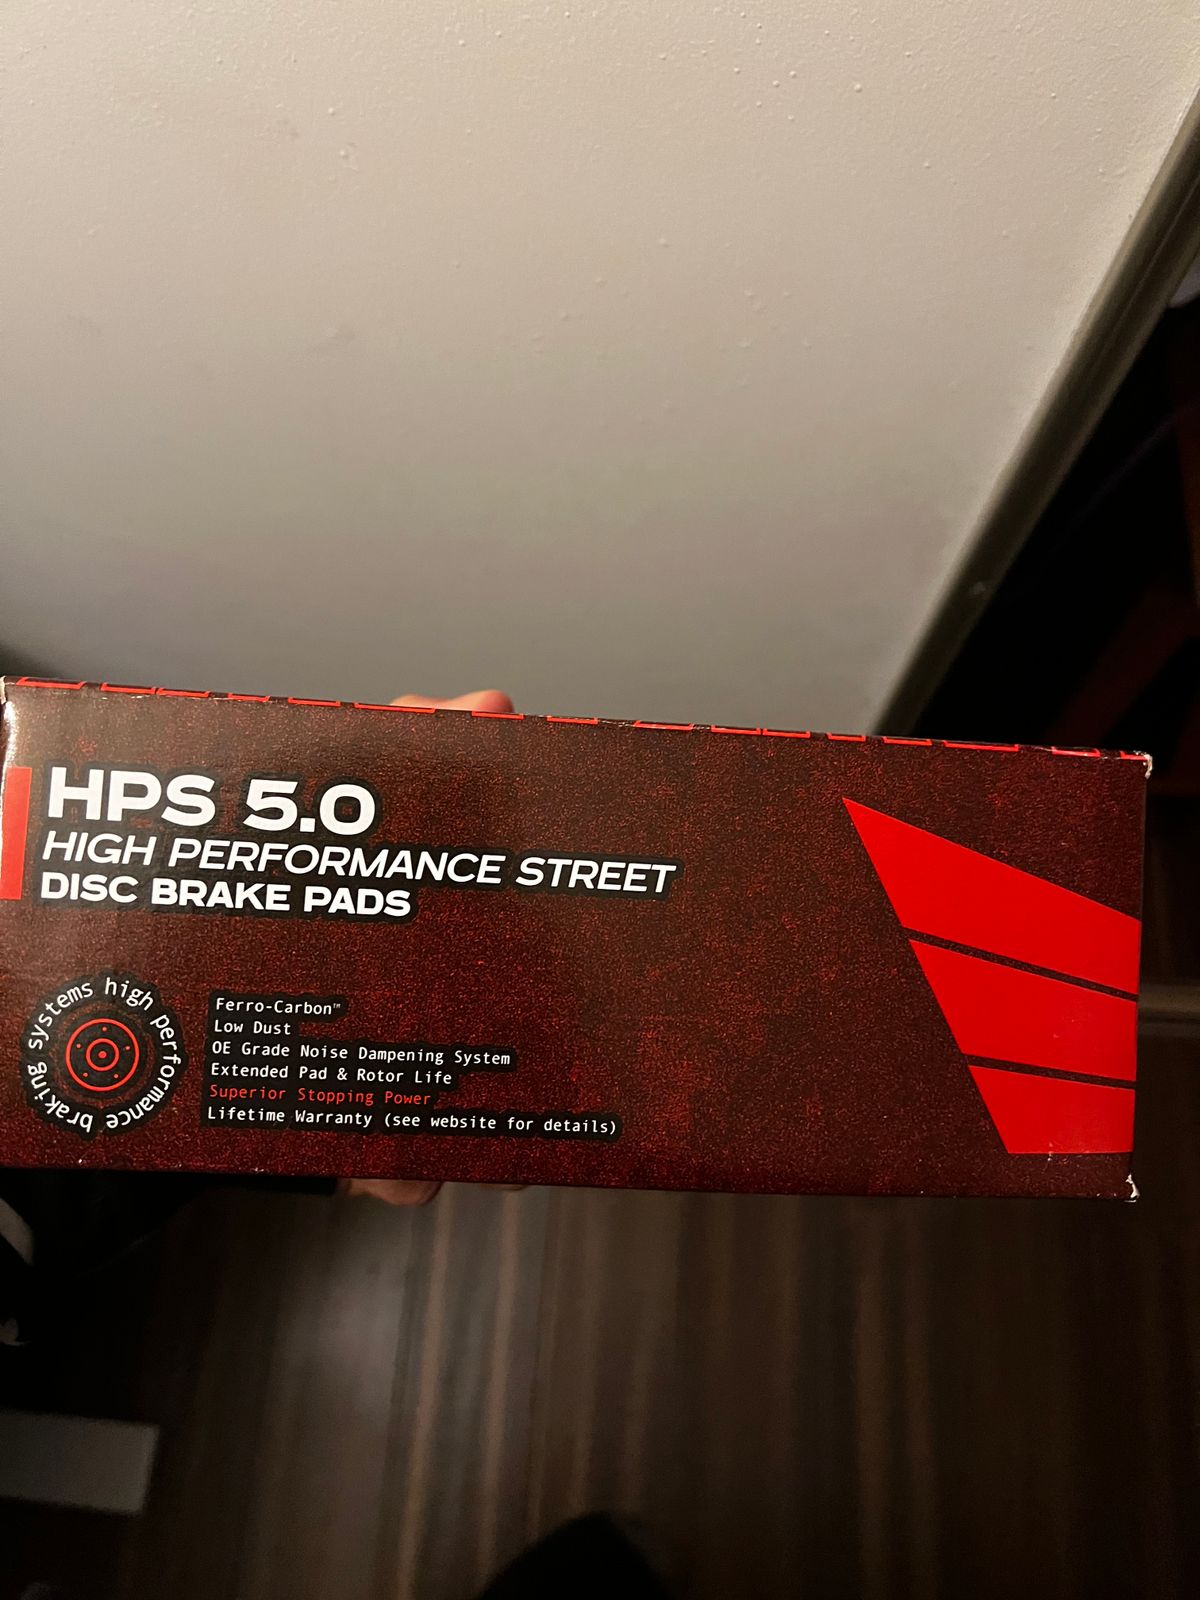 HPS 5.0
HIGH PERFORMANCE STREET
DISC BRAKE PADS
braking systems high performance
Ferro-Carbon™
Low Dust
OE Grade Noise Dampening System
Extended Pad & Rotor Life
Superior Stopping Power
Lifetime Warranty (see website for details)